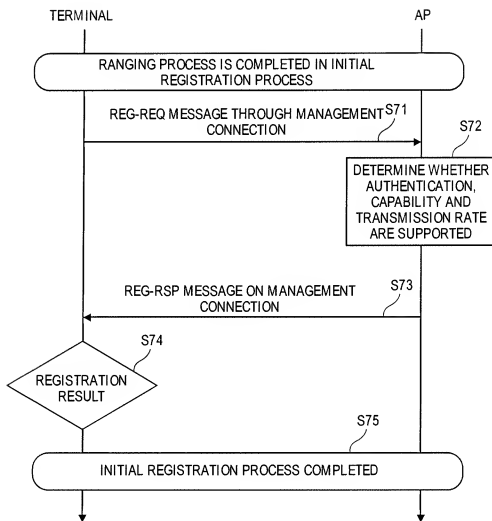 TERMINAL
AP
RANGING PROCESS IS COMPLETED IN INITIAL
REGISTRATION PROCESS
REG-REQ MESSAGE THROUGH MANAGEMENT
CONNECTION
S71
S72
DETERMINE WHETHER
AUTHENTICATION,
CAPABILITY AND
TRANSMISSION RATE
ARE SUPPORTED
REG-RSP MESSAGE ON MANAGEMENT
CONNECTION
S73
S74
REGISTRATION
RESULT
S75
INITIAL REGISTRATION PROCESS COMPLETED